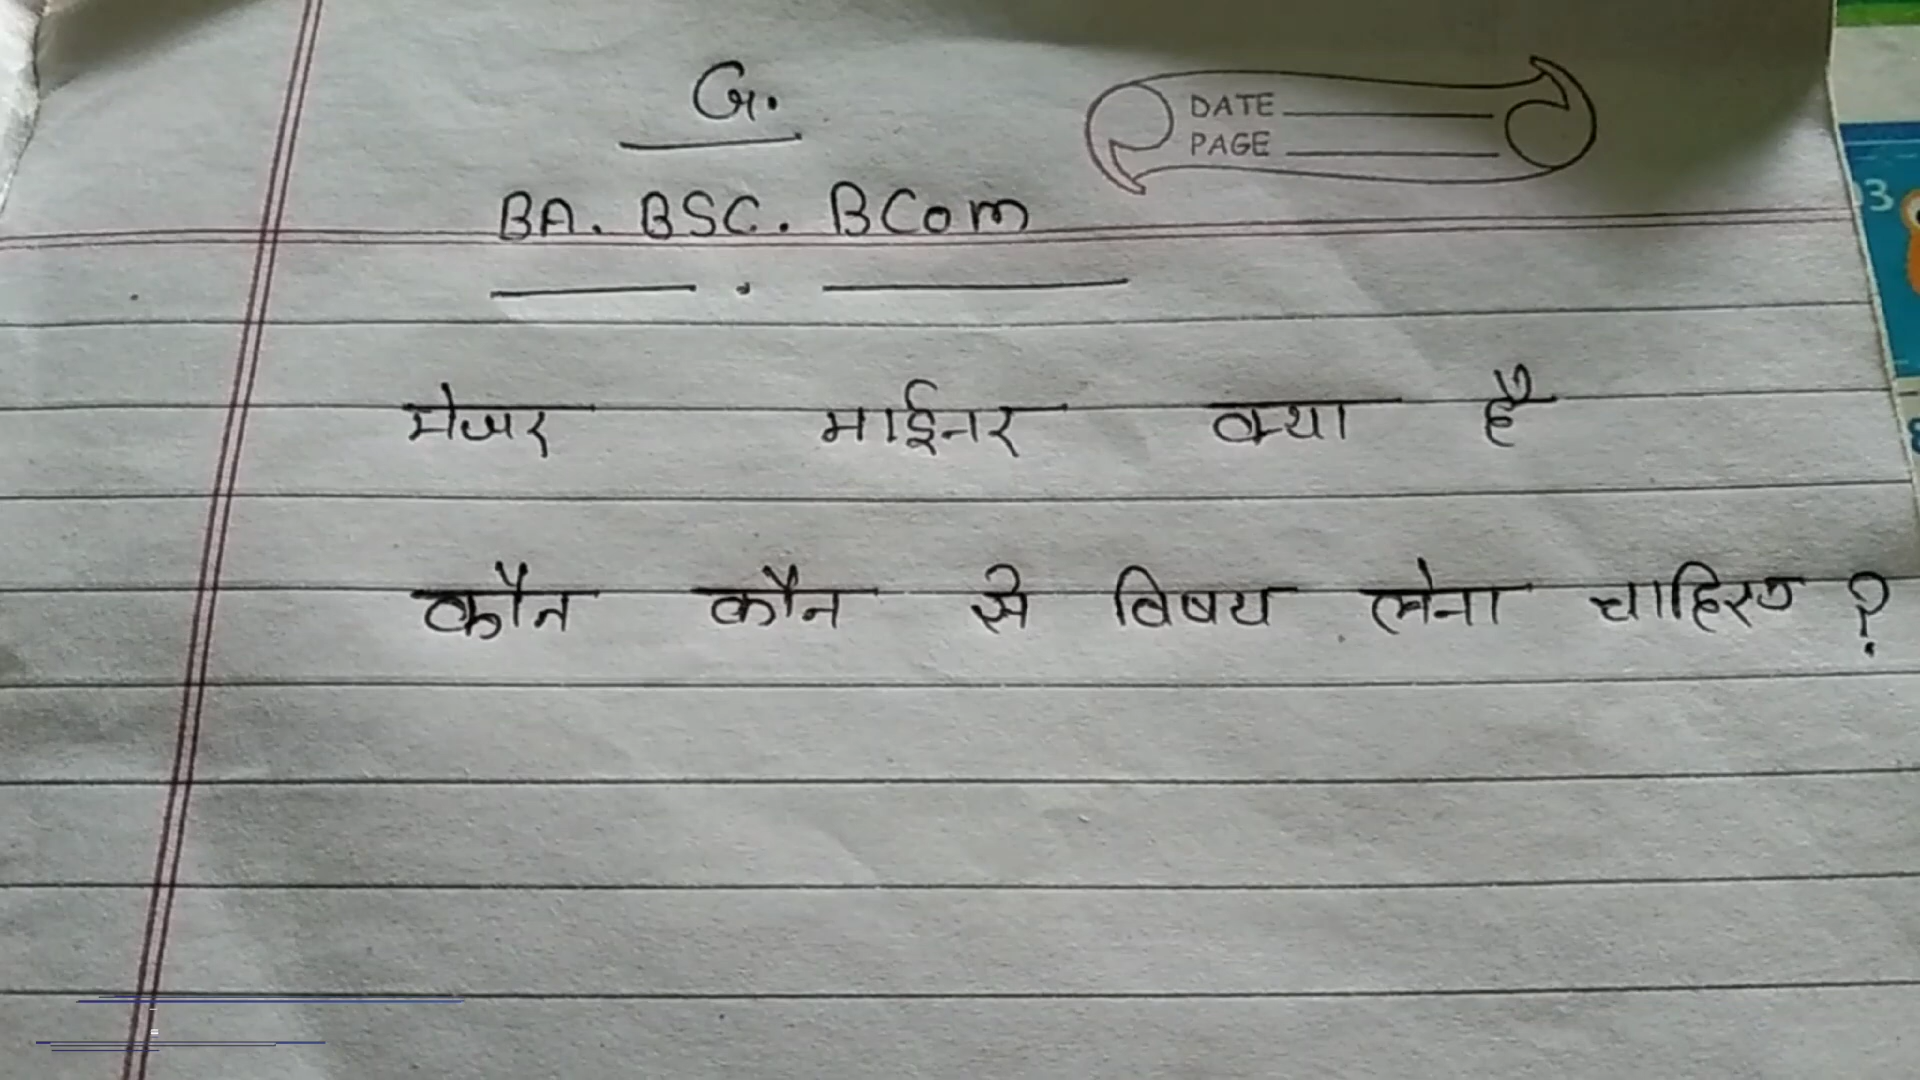 G.
DATE
PAGE
BA. BSC. BCom
मेजर माईनर क्या है
कौन कौन से विषय लेना चाहिए ?